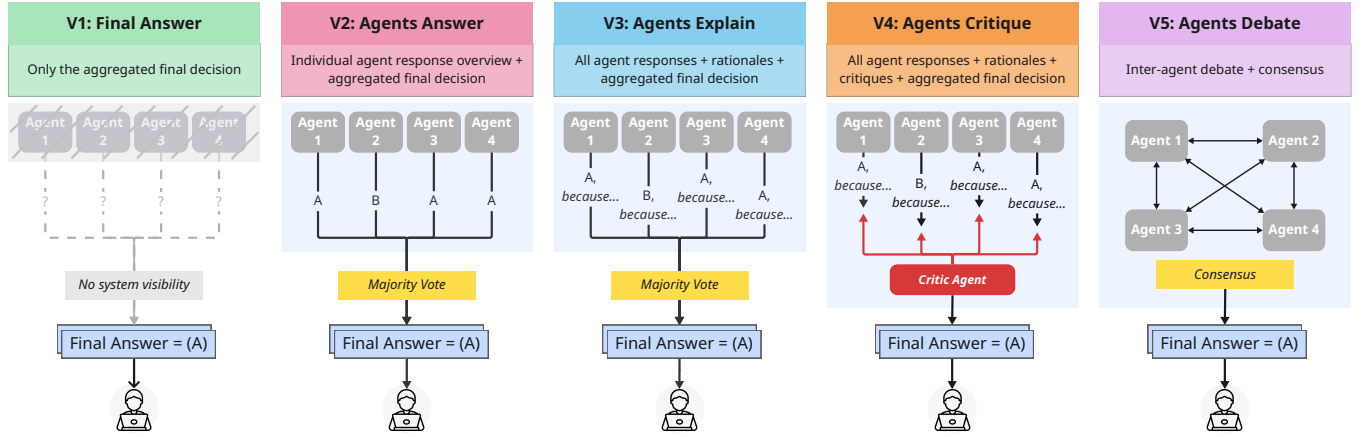 V1: Final Answer
Only the aggregated final decision
Agent 1
Agent 2
Agent 3
Agent 4
?
?
?
?
No system visibility
Final Answer = (A)
V2: Agents Answer
Individual agent response overview +
aggregated final decision
Agent 1
Agent 2
Agent 3
Agent 4
A
B
A
A
Majority Vote
Final Answer = (A)
V3: Agents Explain
All agent responses + rationales +
aggregated final decision
Agent 1
Agent 2
Agent 3
Agent 4
A,
because...
B,
because...
A,
because...
A,
because...
Majority Vote
Final Answer = (A)
V4: Agents Critique
All agent responses + rationales +
critiques + aggregated final decision
Agent 1
Agent 2
Agent 3
Agent 4
A,
because...
B,
because...
A,
because...
A,
because...
Critic Agent
Final Answer = (A)
V5: Agents Debate
Inter-agent debate + consensus
Agent 1
Agent 2
Agent 3
Agent 4
Consensus
Final Answer = (A)